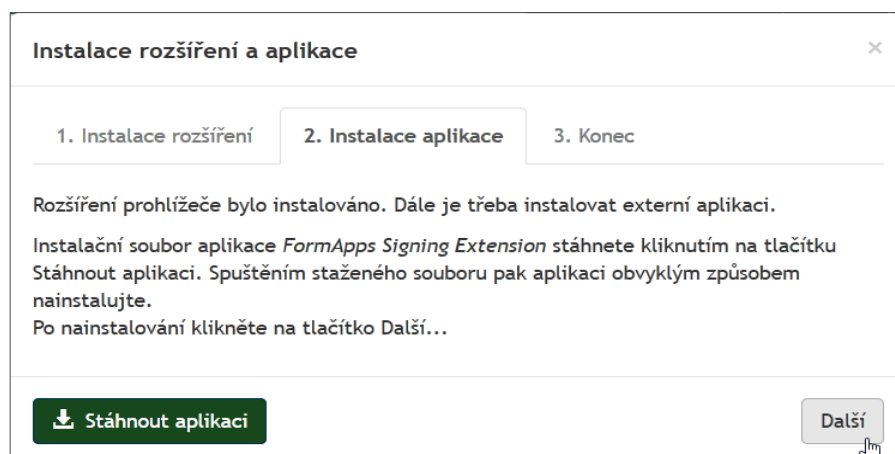 Instalace rozšíření a aplikace
×
1. Instalace rozšíření
2. Instalace aplikace
3. Konec
Rozšíření prohlížeče bylo instalováno. Dále je třeba instalovat externí aplikaci.
Instalační soubor aplikace FormApps Signing Extension stáhnete kliknutím na tlačítku
Stáhnout aplikaci. Spuštěním staženého souboru pak aplikaci obvyklým způsobem
nainstalujte.
Po nainstalování klikněte na tlačítko Další...
Stáhnout aplikaci
Další